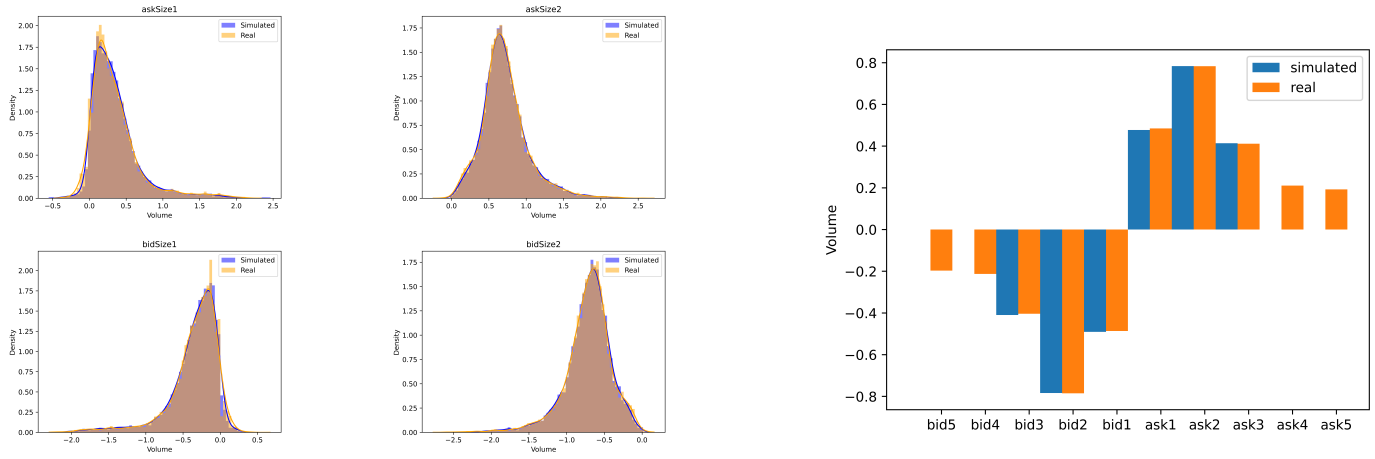 askSize1
Density
2.00
1.75
1.50
1.25
1.00
0.75
0.50
0.25
0.00
Simulated
Real
−0.5 0.0 0.5 1.0 1.5 2.0 2.5
Volume
askSize2
Density
1.75
1.50
1.25
1.00
0.75
0.50
0.25
0.00
Simulated
Real
0.0 0.5 1.0 1.5 2.0 2.5
Volume
bidSize1
Density
2.00
1.75
1.50
1.25
1.00
0.75
0.50
0.25
0.00
Simulated
Real
−2.0 −1.5 −1.0 −0.5 0.0 0.5
Volume
bidSize2
Density
1.75
1.50
1.25
1.00
0.75
0.50
0.25
0.00
Simulated
Real
−2.5 −2.0 −1.5 −1.0 −0.5 0.0
Volume
Volume
0.8
0.6
0.4
0.2
0.0
−0.2
−0.4
−0.6
−0.8
simulated
real
bid5 bid4 bid3 bid2 bid1 ask1 ask2 ask3 ask4 ask5